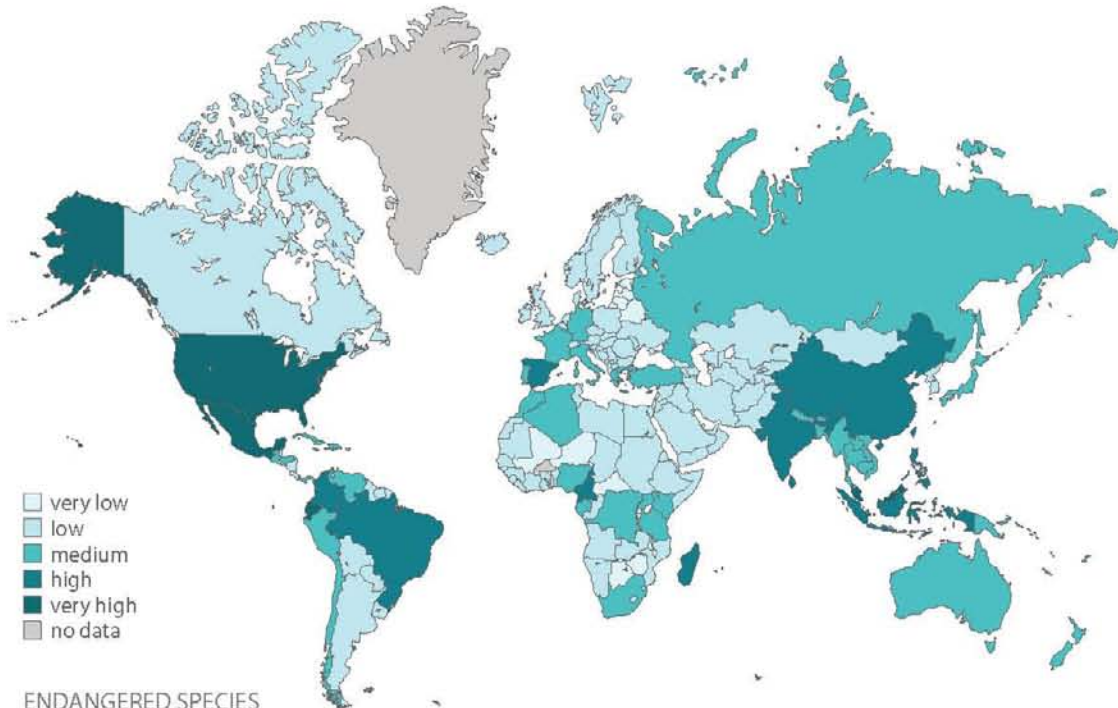 very low
low
medium
high
very high
no data
ENDANGERED SPECIES